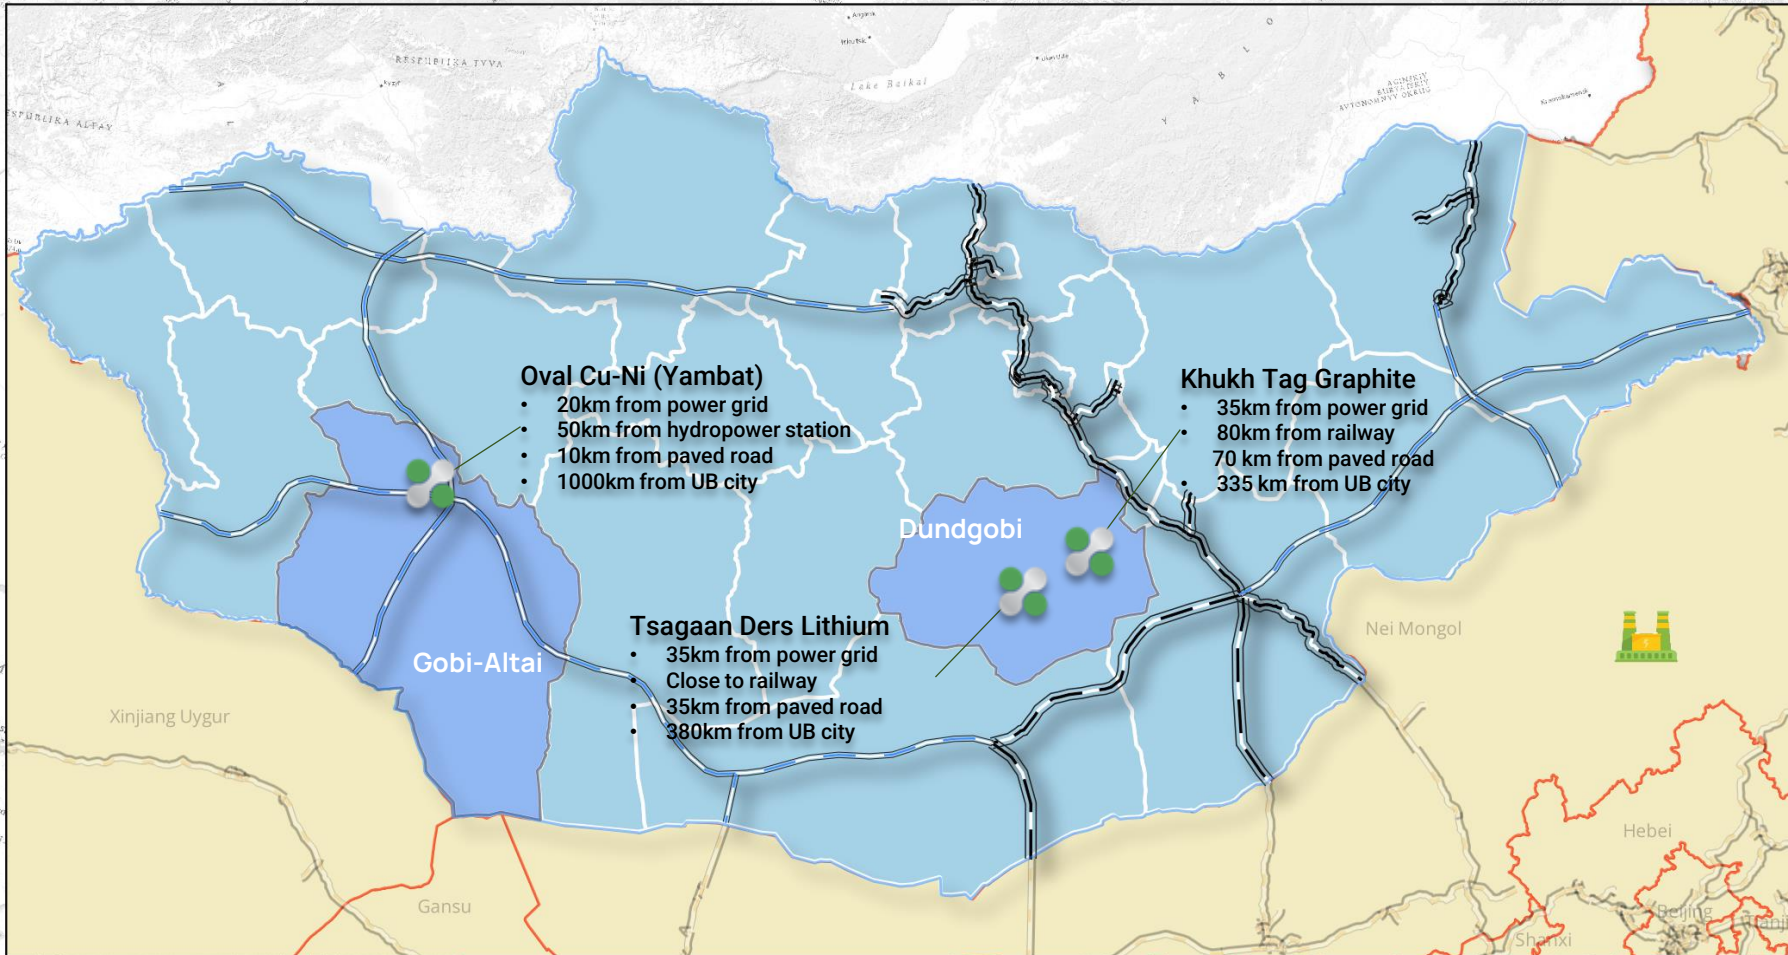 RESPUBLIKA TYVA
Lake Baikal
Angarsk
Oval Cu-Ni (Yambat)
• 20km from power grid
• 50km from hydropower station
• 10km from paved road
• 1000km from UB city
Khukh Tag Graphite
• 35km from power grid
• 80km from railway
70 km from paved road
• 335 km from UB city
Dundgobi
Tsagaan Ders Lithium
• 35km from power grid
• Close to railway
• 35km from paved road
• 380km from UB city
Gobi-Altai
Nei Mongol
Xinjiang Uygur
Gansu
Hebei
Beijing
Shanxi